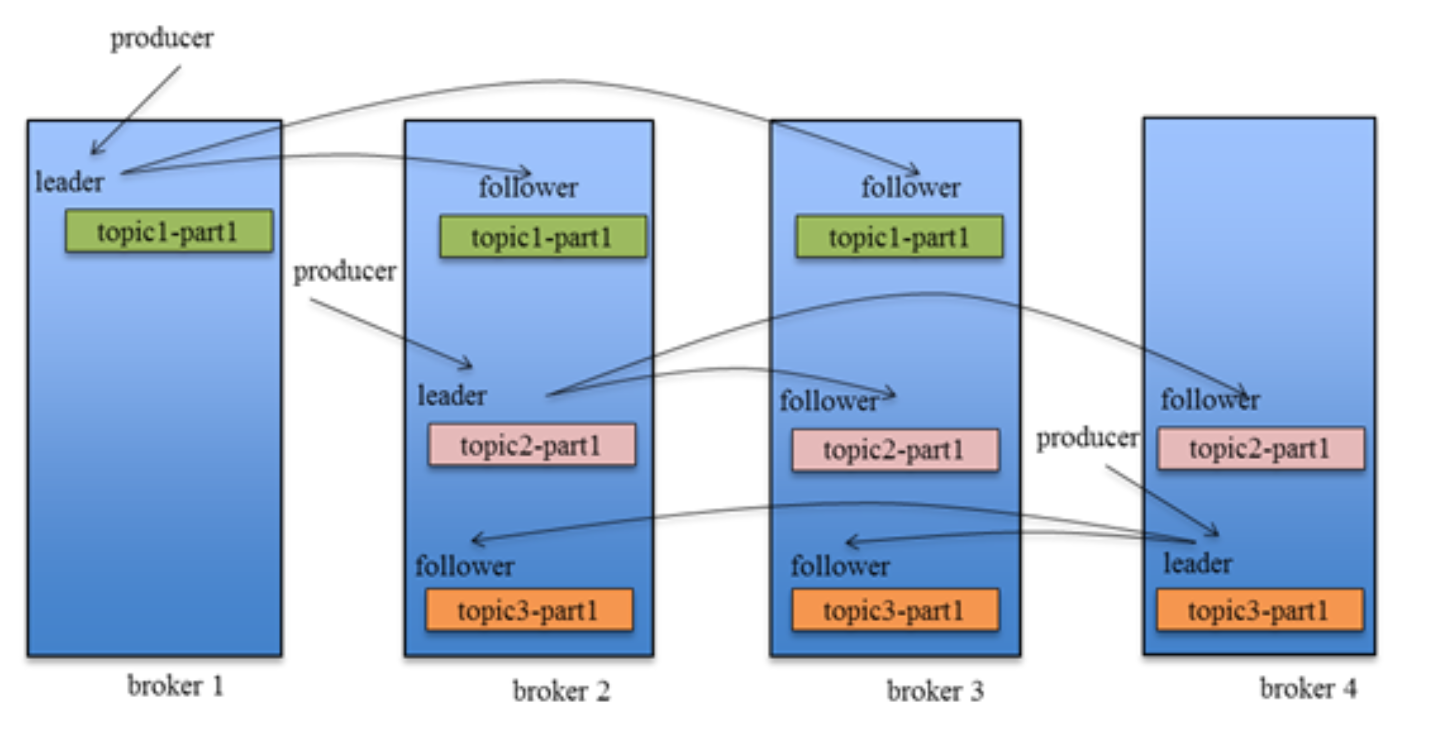 producer
leader
follower
follower
topic1-part1
topic1-part1
topic1-part1
producer
leader
follower
follower
topic2-part1
topic2-part1
topic2-part1
producer
follower
follower
leader
topic3-part1
topic3-part1
topic3-part1
broker 1
broker 2
broker 3
broker 4